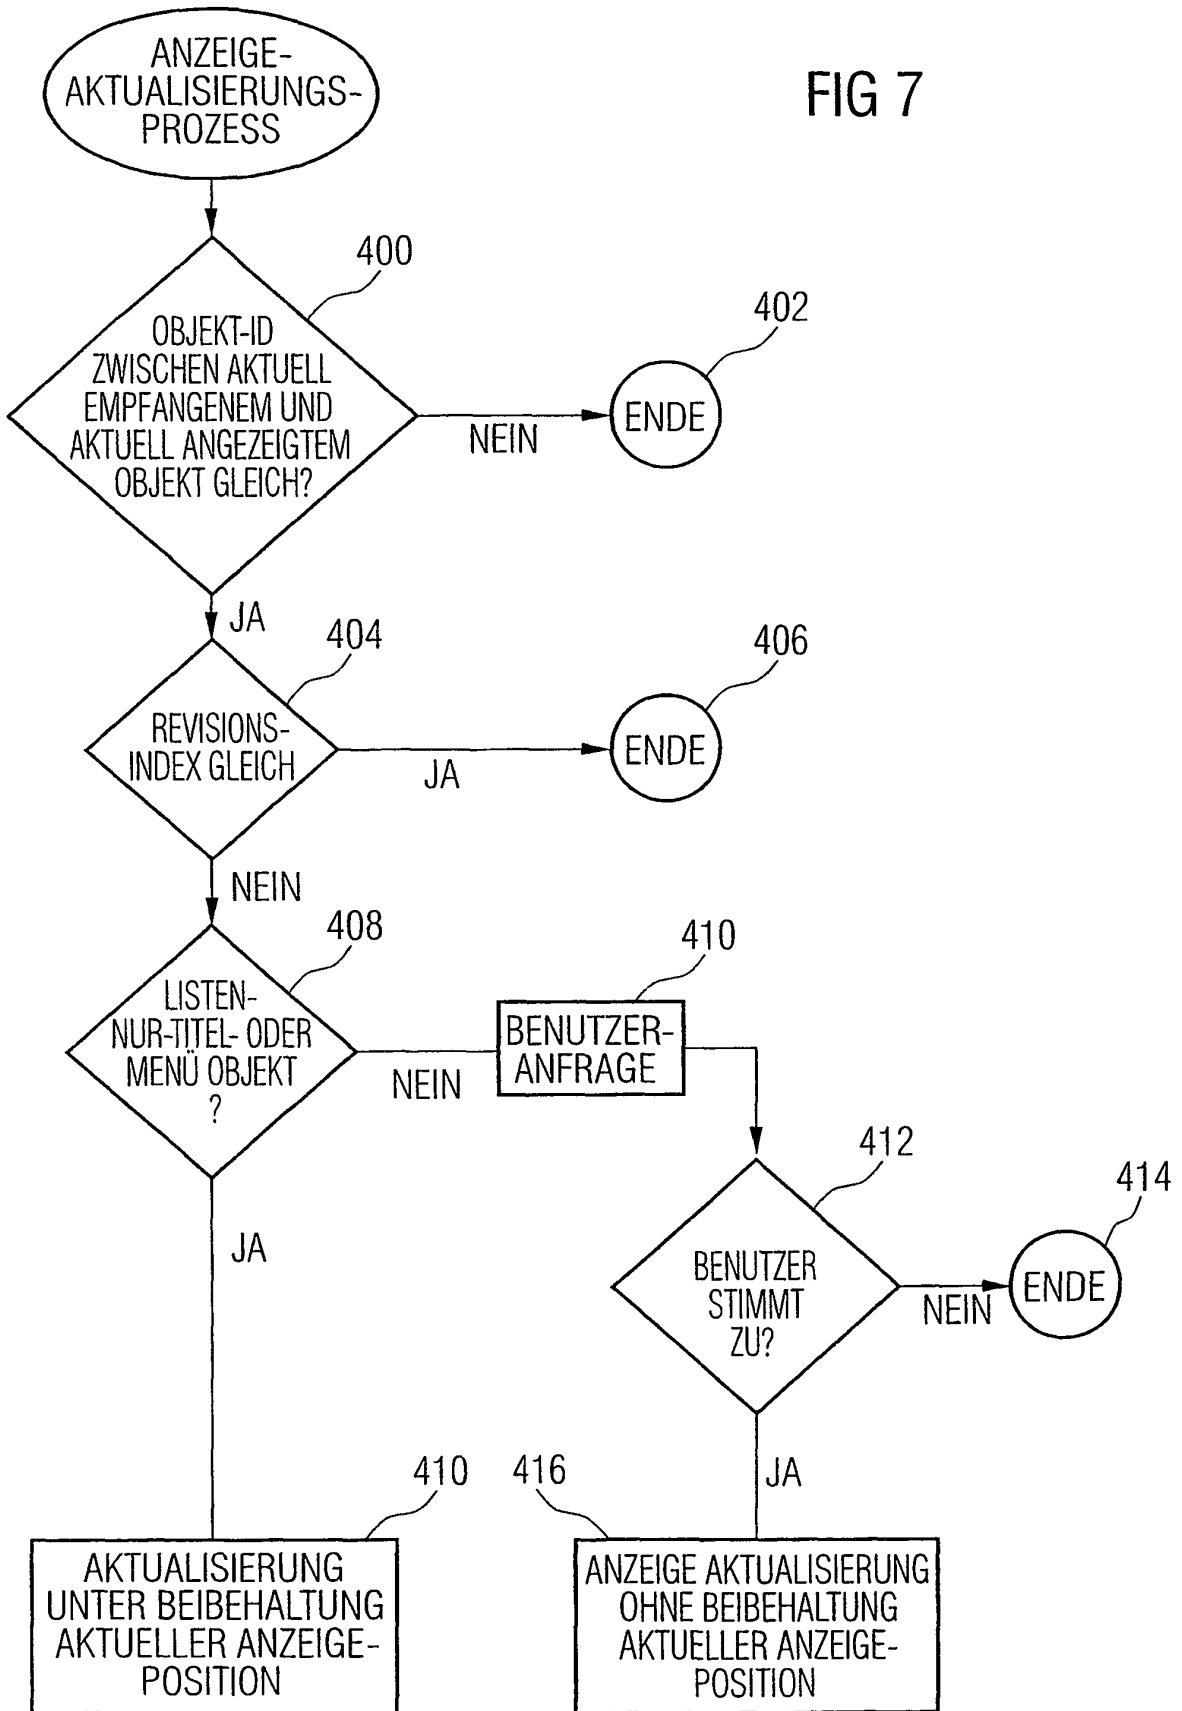 ANZEIGE-
AKTUALISIERUNGS-
PROZESS
FIG 7
400
OBJEKT-ID
ZWISCHEN AKTUELL
EMPFANGENEM UND
AKTUELL ANGEZEIGTEM
OBJEKT GLEICH?
NEIN
402
ENDE
JA
404
REVISIONS-
INDEX GLEICH
JA
406
ENDE
NEIN
408
LISTEN-
NUR-TITEL- ODER
MENÜ OBJEKT
?
NEIN
410
BENUTZER-
ANFRAGE
412
BENUTZER
STIMMT
ZU?
NEIN
414
ENDE
JA
410
AKTUALISIERUNG
UNTER BEIBEHALTUNG
AKTUELLER ANZEIGE-
POSITION
JA
416
ANZEIGE AKTUALISIERUNG
OHNE BEIBEHALTUNG
AKTUELLER ANZEIGE-
POSITION